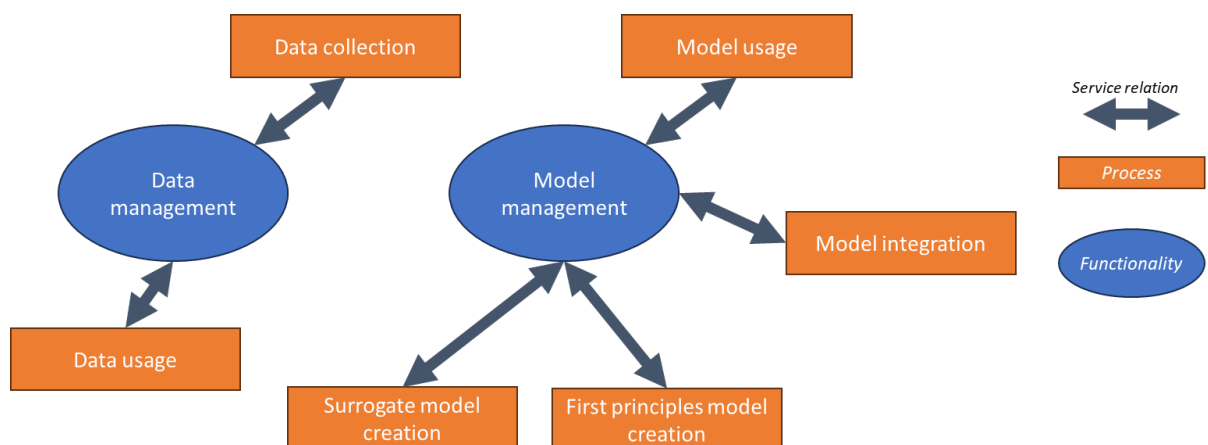 Data collection
Model usage
Service relation
Data
management
Model
management
Process
Model integration
Functionality
Data usage
Surrogate model
creation
First principles model
creation